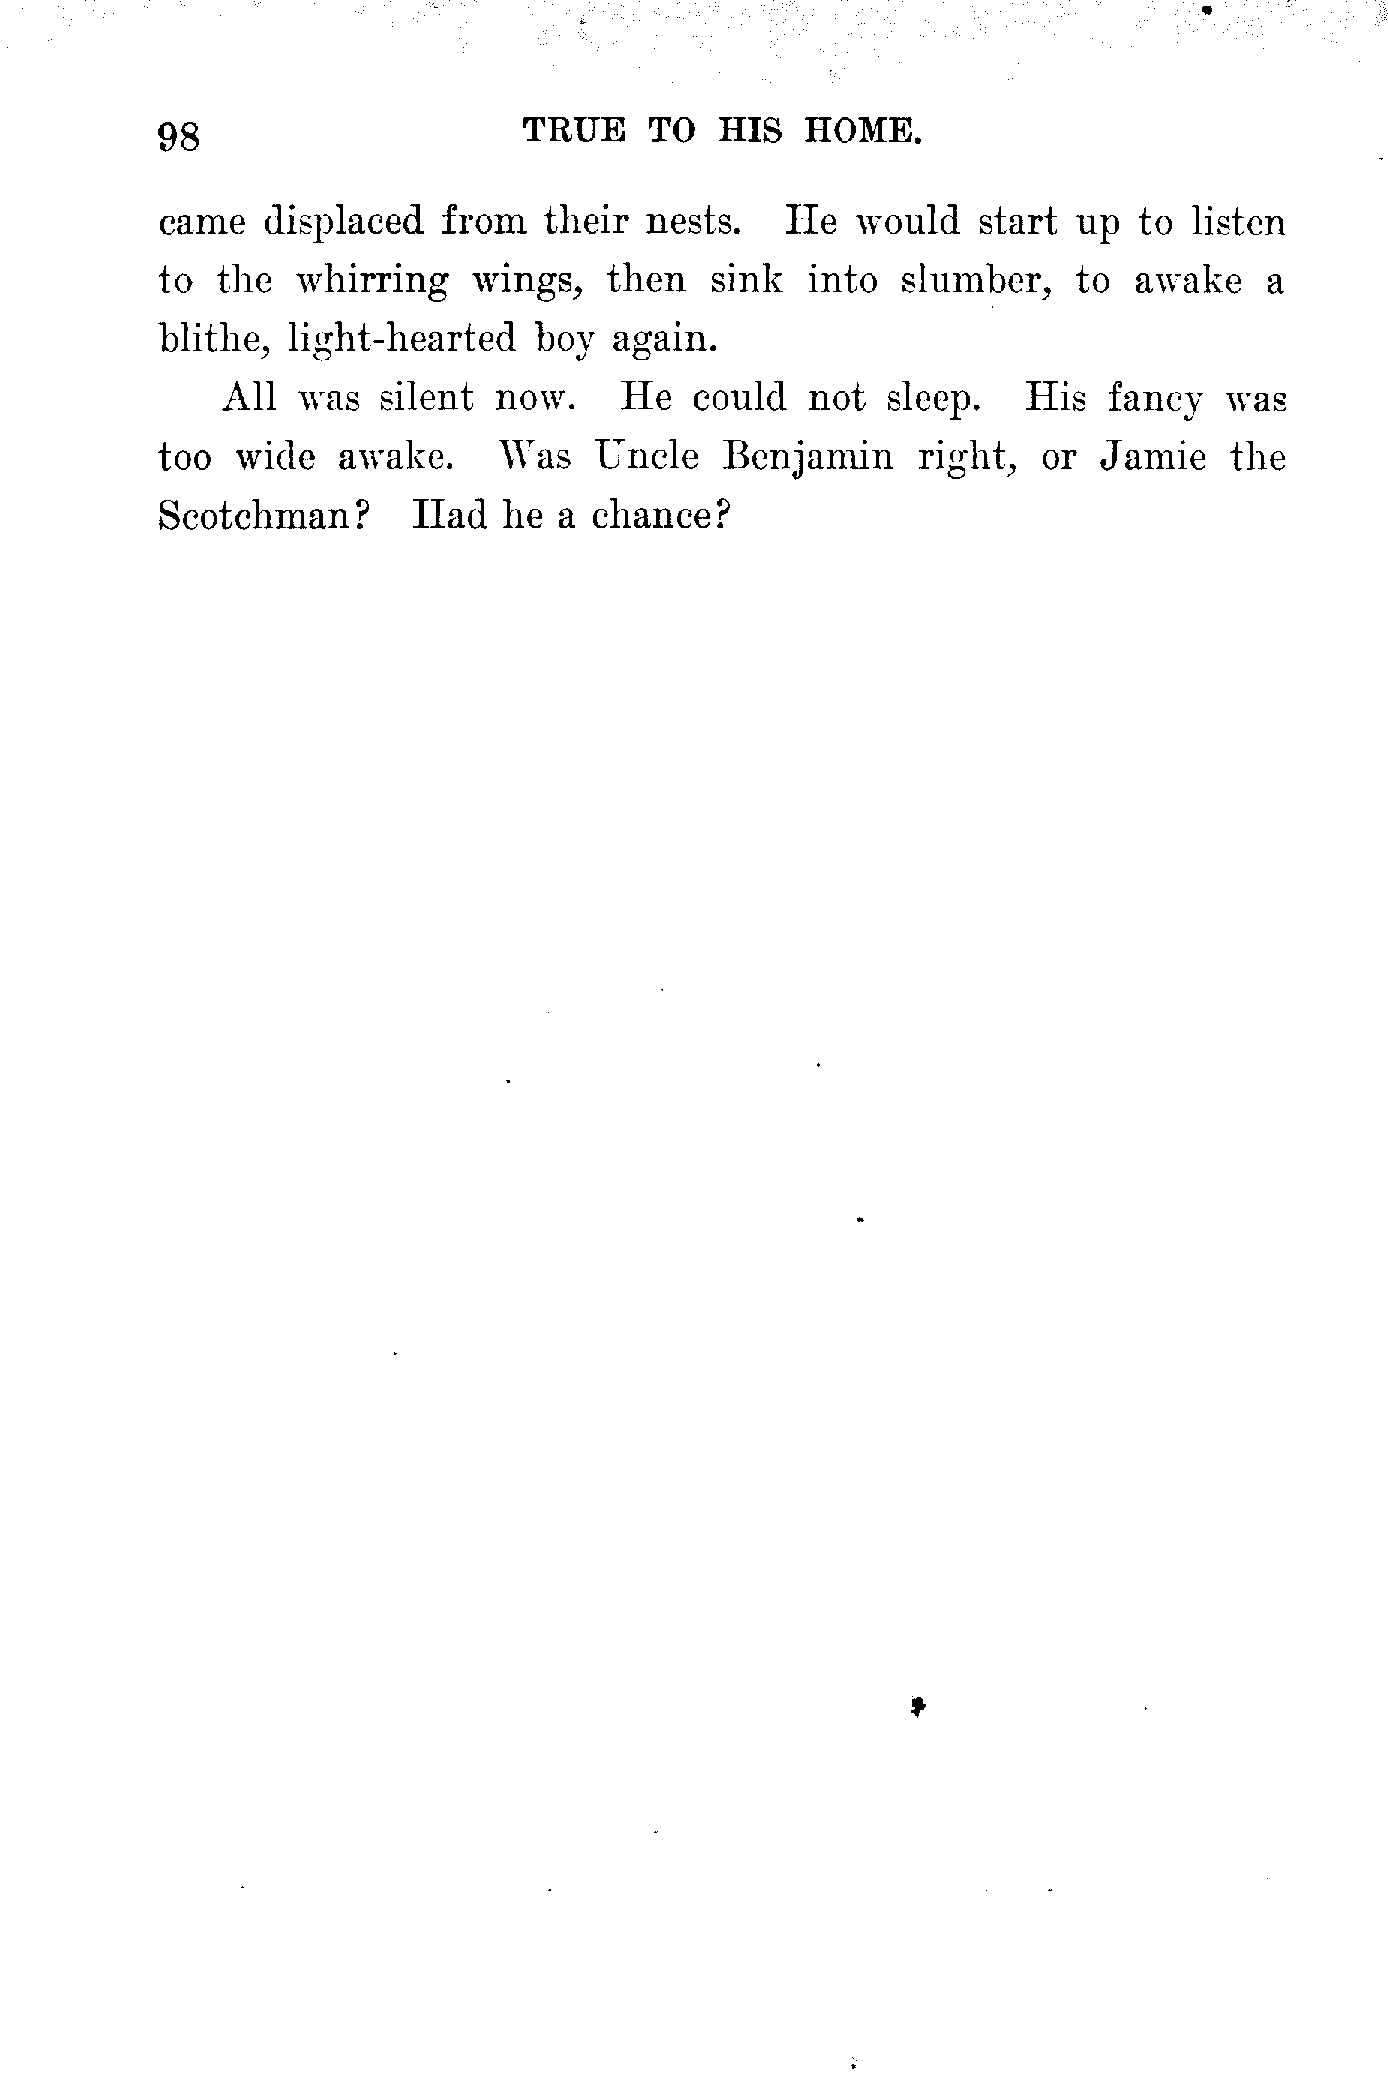 98 TRUE TO HIS HOME.
came displaced from their nests. He would start up to listen
to the whirring wings, then sink into slumber, to awake a
blithe, light-hearted boy again.
All was silent now. He could not sleep. His fancy was
too wide awake. Was Uncle Benjamin right, or Jamie the
Scotchman? Had he a chance?